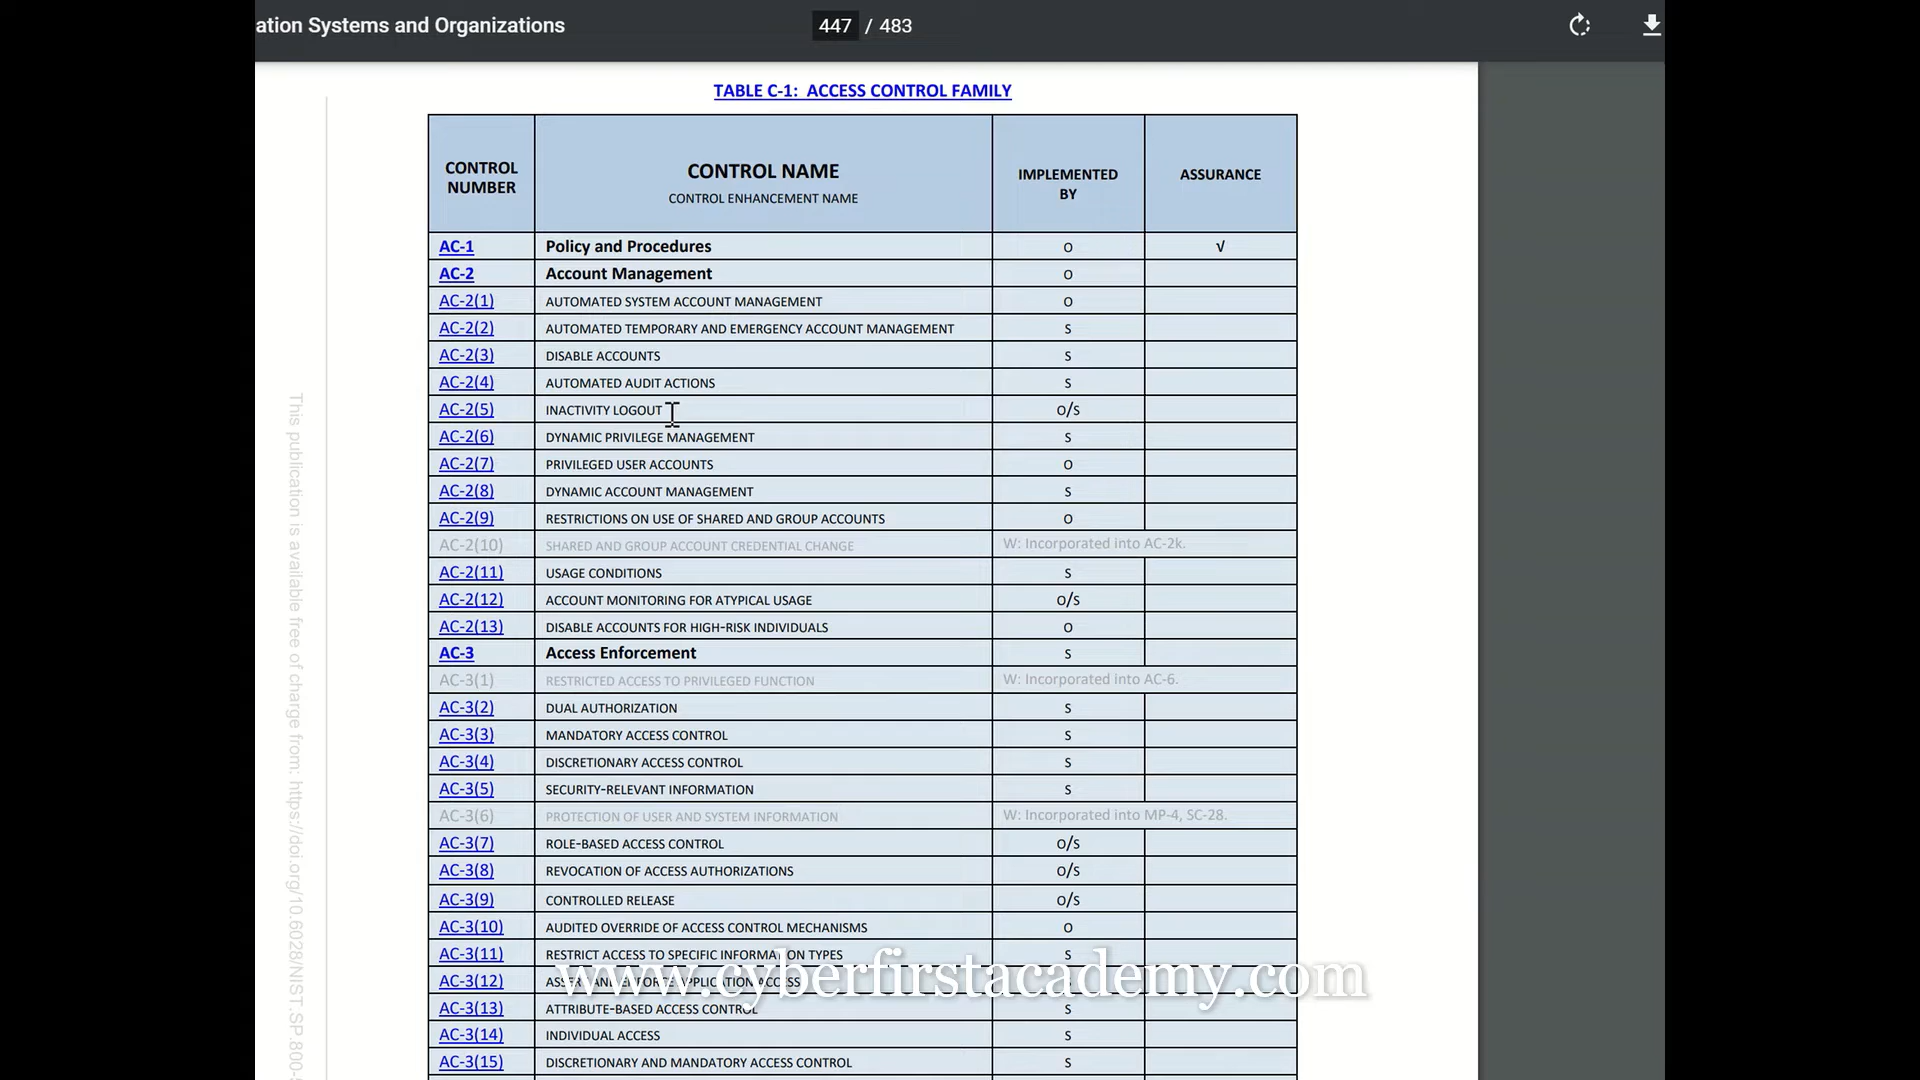 ation Systems and Organizations
447 / 483
TABLE C-1: ACCESS CONTROL FAMILY
CONTROL NUMBER
CONTROL NAME
CONTROL ENHANCEMENT NAME
IMPLEMENTED BY
ASSURANCE
AC-1 Policy and Procedures O √
AC-2 Account Management O
AC-2(1) AUTOMATED SYSTEM ACCOUNT MANAGEMENT O
AC-2(2) AUTOMATED TEMPORARY AND EMERGENCY ACCOUNT MANAGEMENT S
AC-2(3) DISABLE ACCOUNTS S
AC-2(4) AUTOMATED AUDIT ACTIONS S
AC-2(5) INACTIVITY LOGOUT O/S
AC-2(6) DYNAMIC PRIVILEGE MANAGEMENT S
AC-2(7) PRIVILEGED USER ACCOUNTS O
AC-2(8) DYNAMIC ACCOUNT MANAGEMENT S
AC-2(9) RESTRICTIONS ON USE OF SHARED AND GROUP ACCOUNTS O
AC-2(10) SHARED AND GROUP ACCOUNT CREDENTIAL CHANGE W: Incorporated into AC-2k.
AC-2(11) USAGE CONDITIONS S
AC-2(12) ACCOUNT MONITORING FOR ATYPICAL USAGE O/S
AC-2(13) DISABLE ACCOUNTS FOR HIGH-RISK INDIVIDUALS O
AC-3 Access Enforcement S
AC-3(1) RESTRICTED ACCESS TO PRIVILEGED FUNCTION W: Incorporated into AC-6.
AC-3(2) DUAL AUTHORIZATION S
AC-3(3) MANDATORY ACCESS CONTROL S
AC-3(4) DISCRETIONARY ACCESS CONTROL S
AC-3(5) SECURITY-RELEVANT INFORMATION S
AC-3(6) PROTECTION OF USER AND SYSTEM INFORMATION W: Incorporated into MP-4, SC-28.
AC-3(7) ROLE-BASED ACCESS CONTROL O/S
AC-3(8) REVOCATION OF ACCESS AUTHORIZATIONS O/S
AC-3(9) CONTROLLED RELEASE O/S
AC-3(10) AUDITED OVERRIDE OF ACCESS CONTROL MECHANISMS O
AC-3(11) RESTRICT ACCESS TO SPECIFIC INFORMATION TYPES S
AC-3(12) ASSERT AND ENFORCE APPLICATION ACCESS
AC-3(13) ATTRIBUTE-BASED ACCESS CONTROL S
AC-3(14) INDIVIDUAL ACCESS S
AC-3(15) DISCRETIONARY AND MANDATORY ACCESS CONTROL S
This publication is available free of charge from: https://doi.org/10.6028/NIST.SP.800-
www.cyberfirstacademy.com